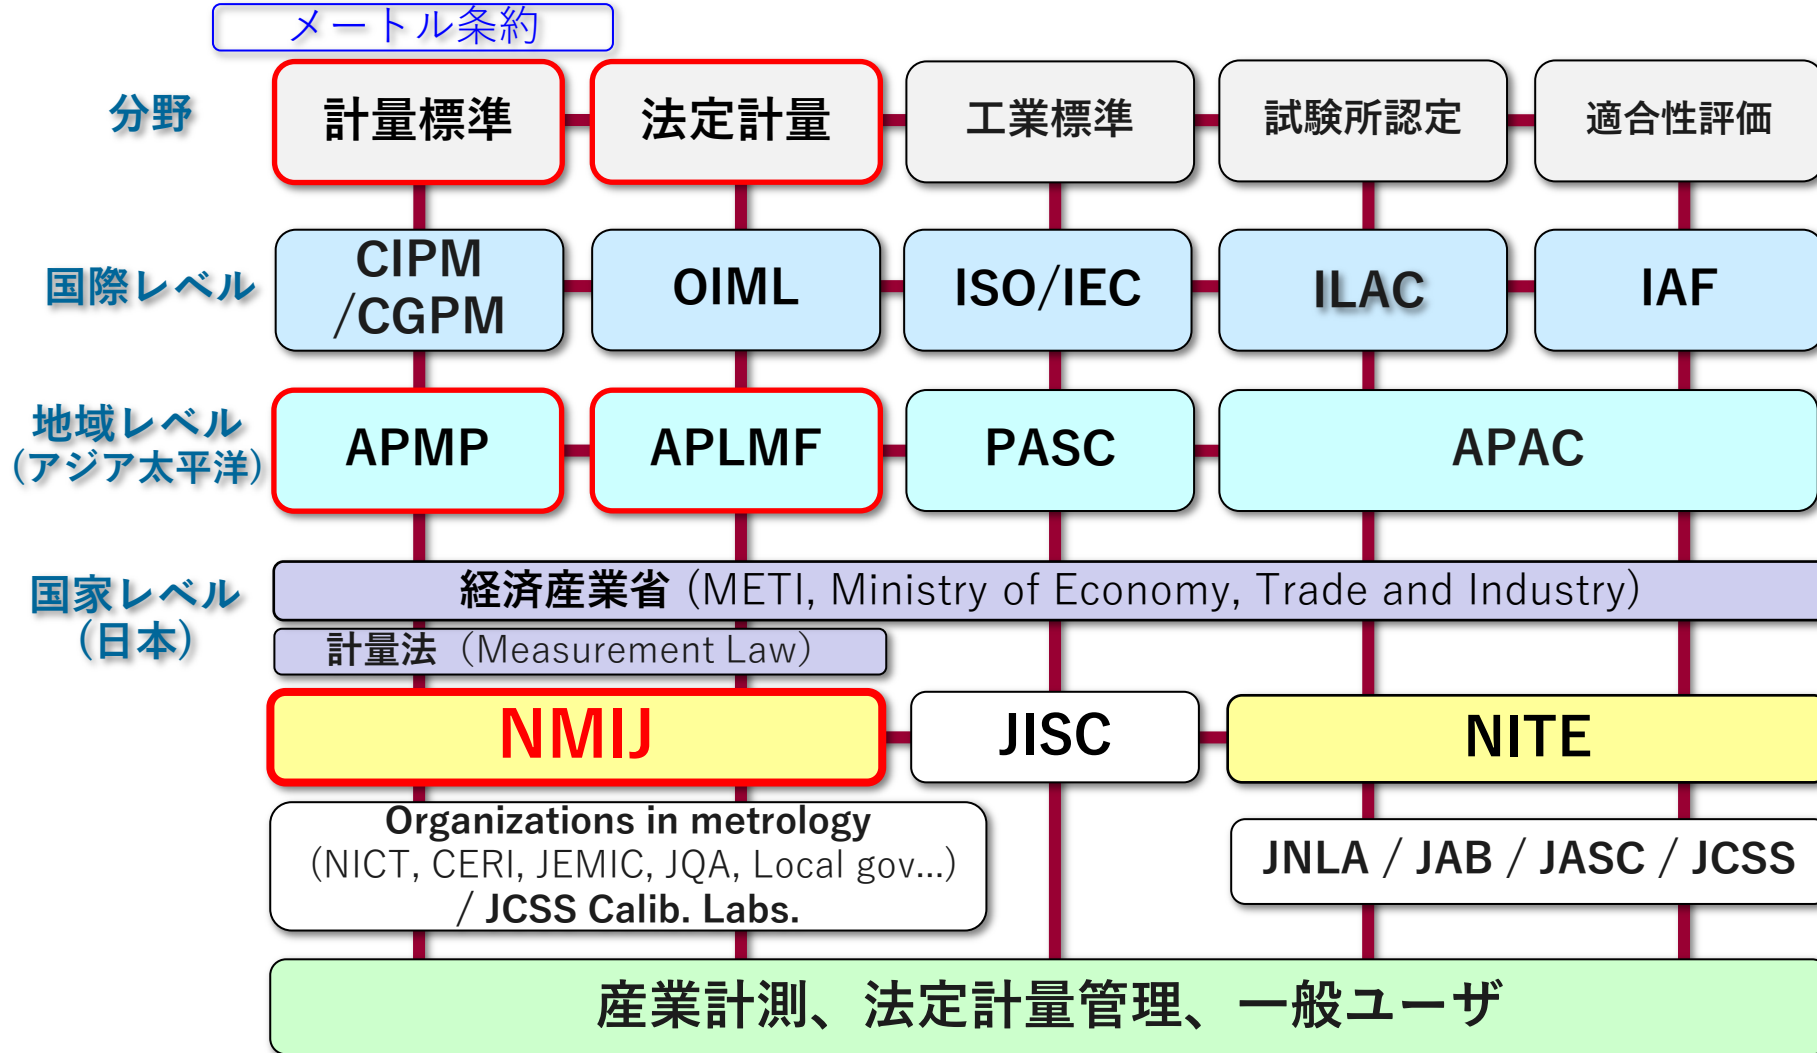 メートル条約
分野
計量標準
法定計量
工業標準
試験所認定
適合性評価
国際レベル
CIPM
/CGPM
OIML
ISO/IEC
ILAC
IAF
地域レベル
(アジア太平洋)
APMP
APLMF
PASC
APAC
国家レベル
(日本)
経済産業省 (METI, Ministry of Economy, Trade and Industry)
計量法（Measurement Law）
NMIJ
JISC
NITE
Organizations in metrology
(NICT, CERI, JEMIC, JQA, Local gov...)
/ JCSS Calib. Labs.
JNLA / JAB / JASC / JCSS
産業計測、法定計量管理、一般ユーザ